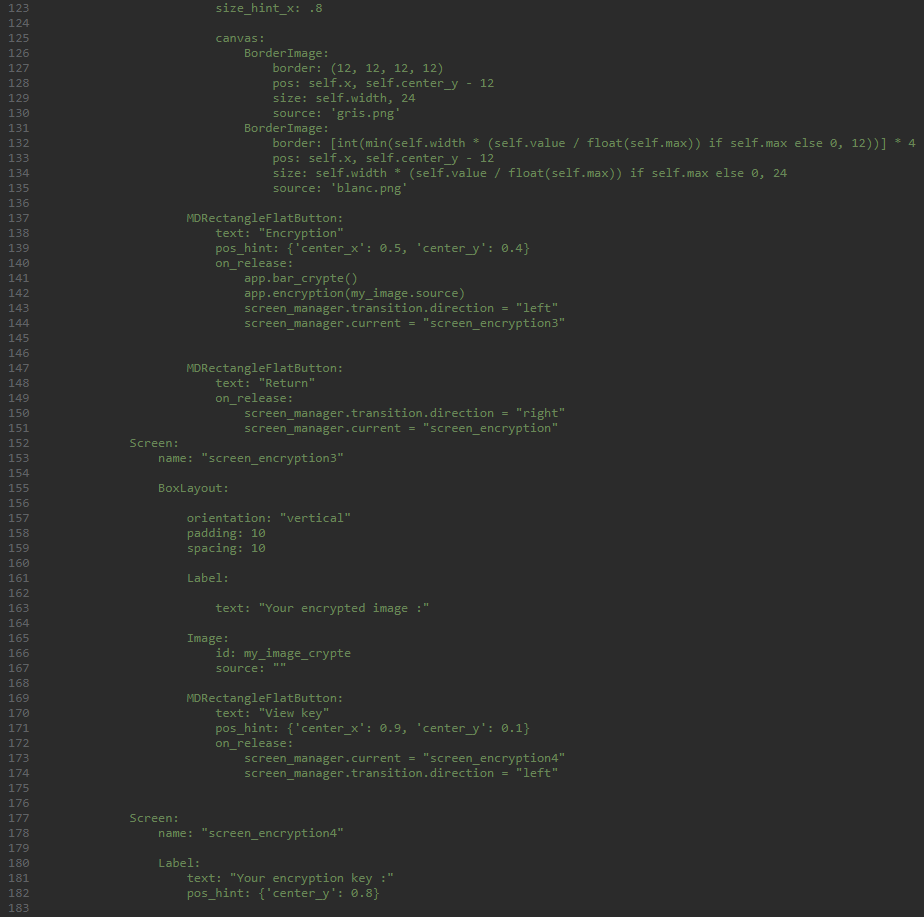 123 size_hint_x: .8
124
125 canvas:
126 BorderImage:
127 border: (12, 12, 12, 12)
128 pos: self.x, self.center_y - 12
129 size: self.width, 24
130 source: 'gris.png'
131 BorderImage:
132 border: [int(min(self.width * (self.value / float(self.max)) if self.max else 0, 12))] * 4
133 pos: self.x, self.center_y - 12
134 size: self.width * (self.value / float(self.max)) if self.max else 0, 24
135 source: 'blanc.png'
136
137 MDRectangleFlatButton:
138 text: "Encryption"
139 pos_hint: {'center_x': 0.5, 'center_y': 0.4}
140 on_release:
141 app.bar_crypte()
142 app.encryption(my_image.source)
143 screen_manager.transition.direction = "left"
144 screen_manager.current = "screen_encryption3"
145
146
147 MDRectangleFlatButton:
148 text: "Return"
149 on_release:
150 screen_manager.transition.direction = "right"
151 screen_manager.current = "screen_encryption"
152 Screen:
153 name: "screen_encryption3"
154
155 BoxLayout:
156
157 orientation: "vertical"
158 padding: 10
159 spacing: 10
160
161 Label:
162
163 text: "Your encrypted image :"
164
165 Image:
166 id: my_image_crypte
167 source: ""
168
169 MDRectangleFlatButton:
170 text: "View key"
171 pos_hint: {'center_x': 0.9, 'center_y': 0.1}
172 on_release:
173 screen_manager.current = "screen_encryption4"
174 screen_manager.transition.direction = "left"
175
176
177 Screen:
178 name: "screen_encryption4"
179
180 Label:
181 text: "Your encryption key :"
182 pos_hint: {'center_y': 0.8}
183